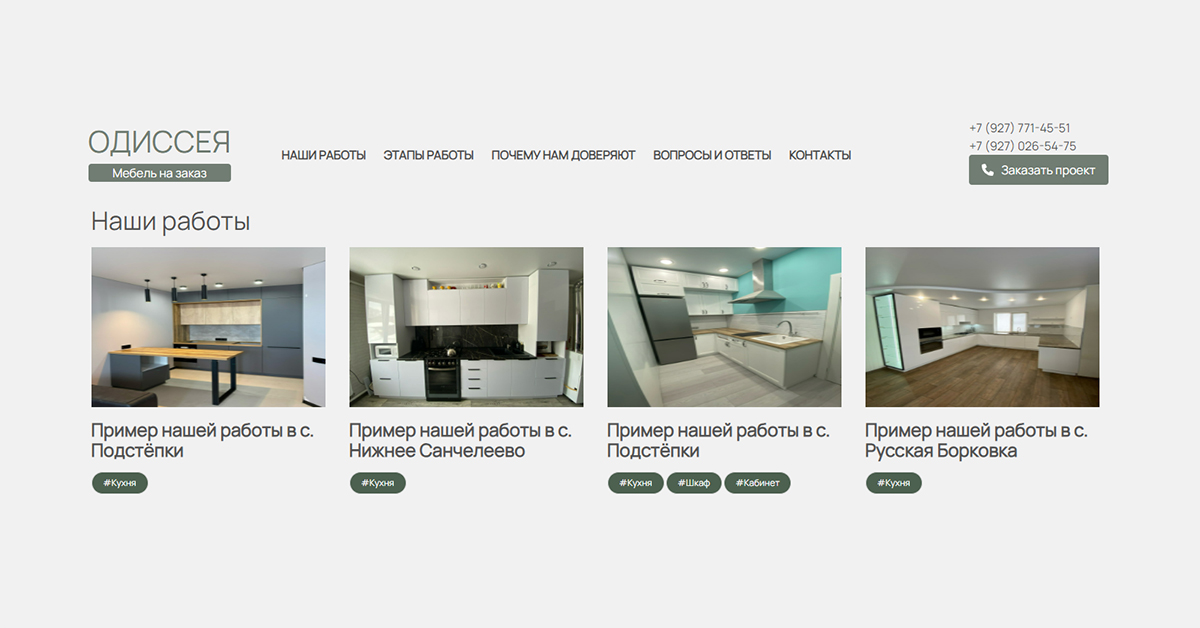 ОДИССЕЯ
Мебель на заказ
НАШИ РАБОТЫ
ЭТАПЫ РАБОТЫ
ПОЧЕМУ НАМ ДОВЕРЯЮТ
ВОПРОСЫ И ОТВЕТЫ
КОНТАКТЫ
+7 (927) 771-45-51
+7 (927) 026-54-75
Заказать проект
Наши работы
Пример нашей работы в с.
Подстёпки
#Кухня
Пример нашей работы в с.
Нижнее Санчелеево
#Кухня
Пример нашей работы в с.
Подстёпки
#Кухня #Шкаф #Кабинет
Пример нашей работы в с.
Русская Борковка
#Кухня